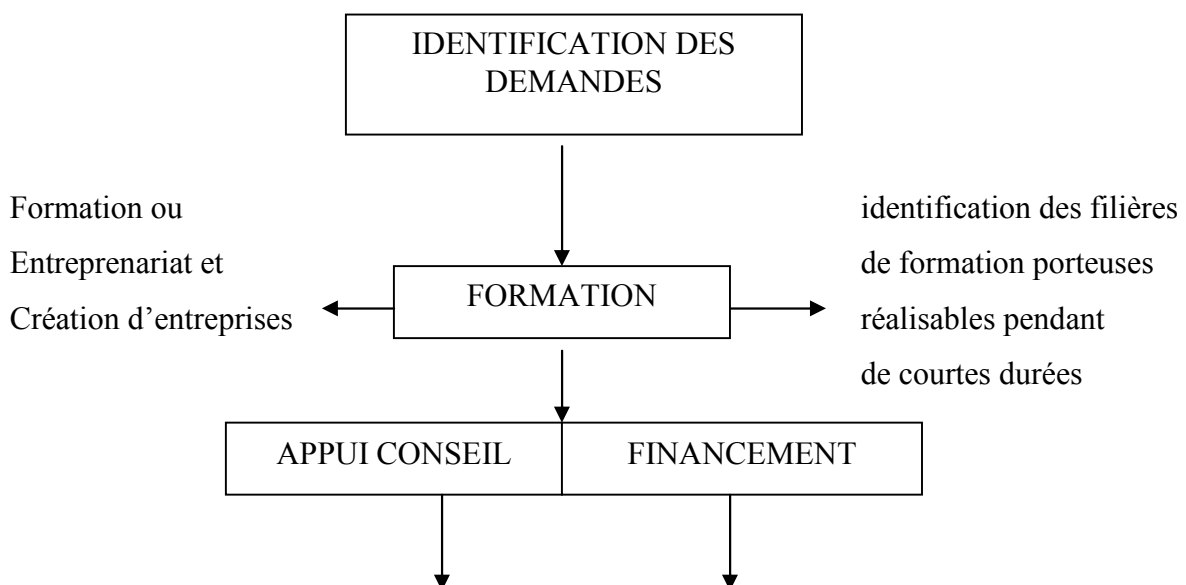 IDENTIFICATION DES
DEMANDES
Formation ou
Entreprenariat et
Création d’entreprises
FORMATION
identification des filières
de formation porteuses
réalisables pendant
de courtes durées
APPUI CONSEIL
FINANCEMENT